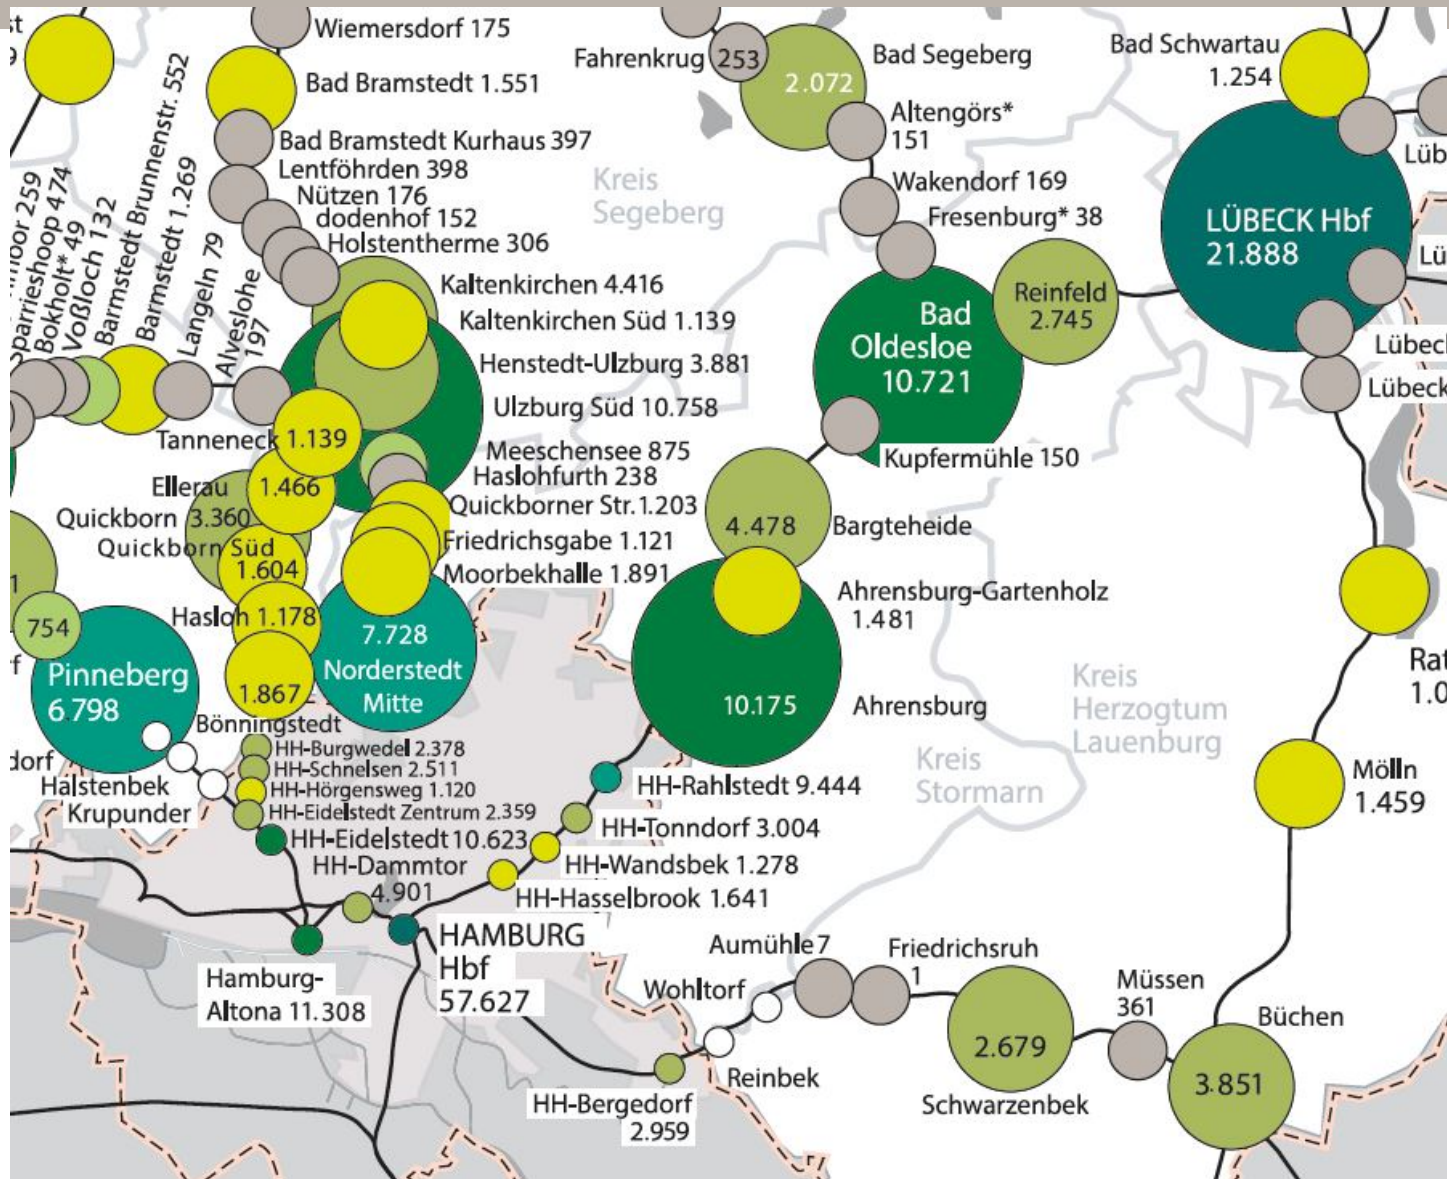 Wiemersdorf 175
Bad Bramstedt 1.551
Bad Bramstedt Kurhaus 397
Lentföhrden 398
Nützen 176
dodenhof 152
Holstentherme 306
Kaltenkirchen 4.416
Kaltenkirchen Süd 1.139
Henstedt-Ulzburg 3.881
Ulzburg Süd 10.758
Meeschensee 875
Haslohfurth 238
Quickborner Str. 1.203
Friedrichsgabe 1.121
Moorbekhalle 1.891
7.728
Norderstedt
Mitte
259
Sparrieshoop 474
Bokholt* 49
Voßloch 132
Barmstedt Brunnenstr. 552
Barmstedt 1.269
Langeln 79
Alveslohe
197
Tanneneck 1.139
Ellerau 1.466
Quickborn 3.360
Quickborn Süd
1.604
Hasloh 1.178
1.867
Bönningstedt
754
Pinneberg
6.798
Halstenbek
Krupunder
HH-Burgwedel 2.378
HH-Schnelsen 2.511
HH-Hörgensweg 1.120
HH-Eidelstedt Zentrum 2.359
HH-Eidelstedt 10.623
HH-Dammtor
4.901
HAMBURG
Hbf
57.627
Hamburg-
Altona 11.308
Fahrenkrug 253
Bad Segeberg
2.072
Altengörs*
151
Wakendorf 169
Fresenburg* 38
Kreis
Segeberg
Bad
Oldesloe
10.721
Reinfeld
2.745
Kupfermühle 150
4.478
Bargteheide
Ahrensburg-Gartenholz
1.481
10.175
Ahrensburg
HH-Rahlstedt 9.444
HH-Tonndorf 3.004
HH-Wandsbek 1.278
HH-Hasselbrook 1.641
Bad Schwartau
1.254
LÜBECK Hbf
21.888
Kreis
Herzogtum
Lauenburg
Kreis
Stormarn
Mölln
1.459
Aumühle 7
Friedrichsruh
1
Wohltorf
Reinbek
HH-Bergedorf
2.959
2.679
Schwarzenbek
Müssen
361
Büchen
3.851